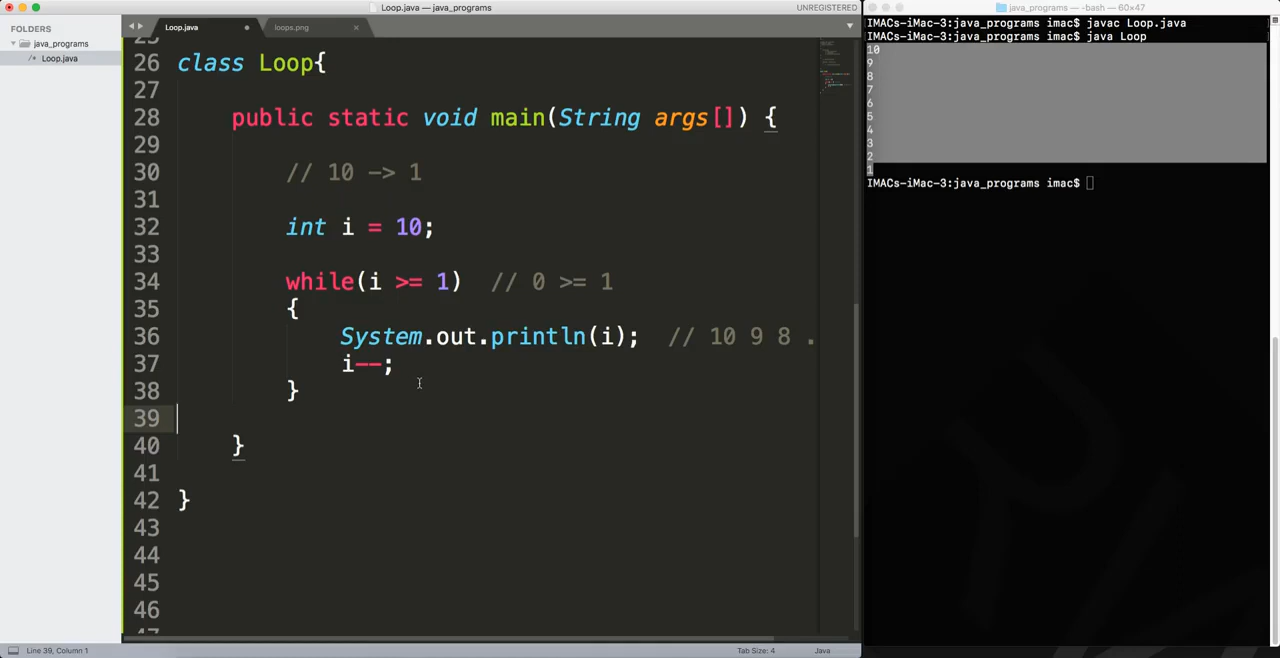 Loop.java — java_programs
UNREGISTERED
FOLDERS
java_programs
/* Loop.java
Loop.java
loops.png
26 class Loop{
27
28 public static void main(String args[]) {
29
30 // 10 -> 1
31
32 int i = 10;
33
34 while(i >= 1) // 0 >= 1
35 {
36 System.out.println(i); // 10 9 8 .
37 i--;
38 }
39
40 }
41
42 }
43
44
45
46
Line 39, Column 1
Tab Size: 4
Java
java_programs — -bash — 60×47
IMACs-iMac-3:java_programs imac$ javac Loop.java
IMACs-iMac-3:java_programs imac$ java Loop
10
9
8
7
6
5
4
3
2
1
IMACs-iMac-3:java_programs imac$